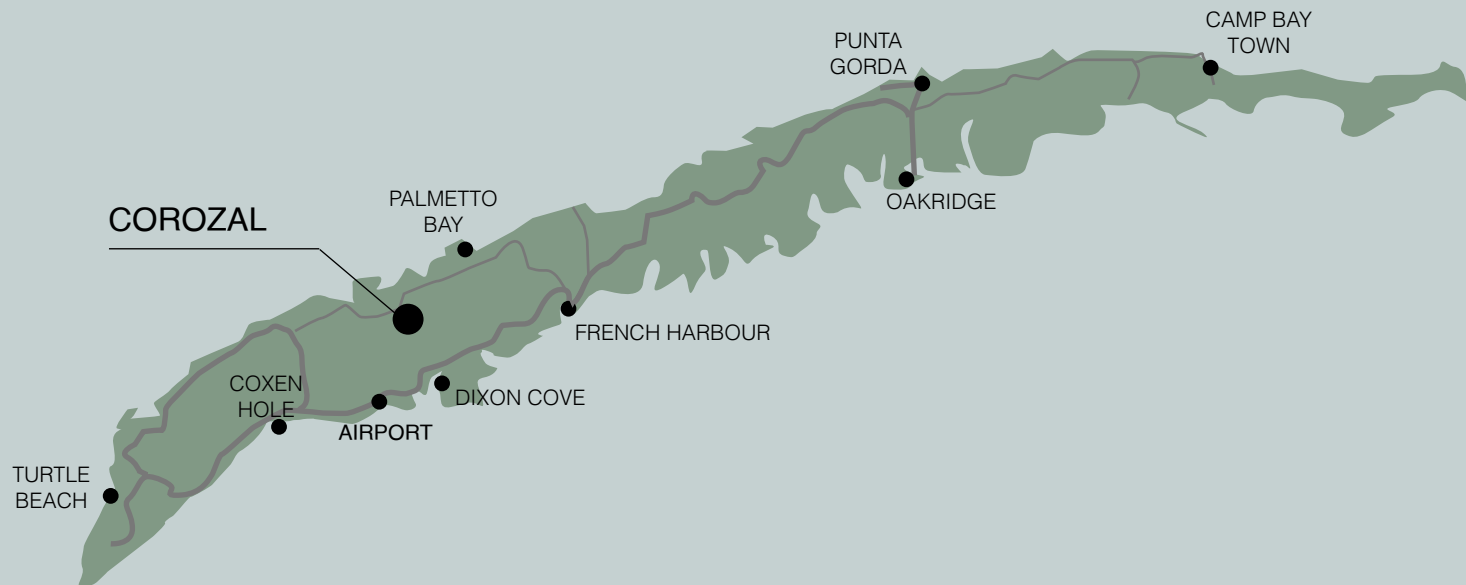 CAMP BAY
TOWN
PUNTA
GORDA
OAKRIDGE
PALMETTO
BAY
COROZAL
FRENCH HARBOUR
COXEN
HOLE
DIXON COVE
AIRPORT
TURTLE
BEACH